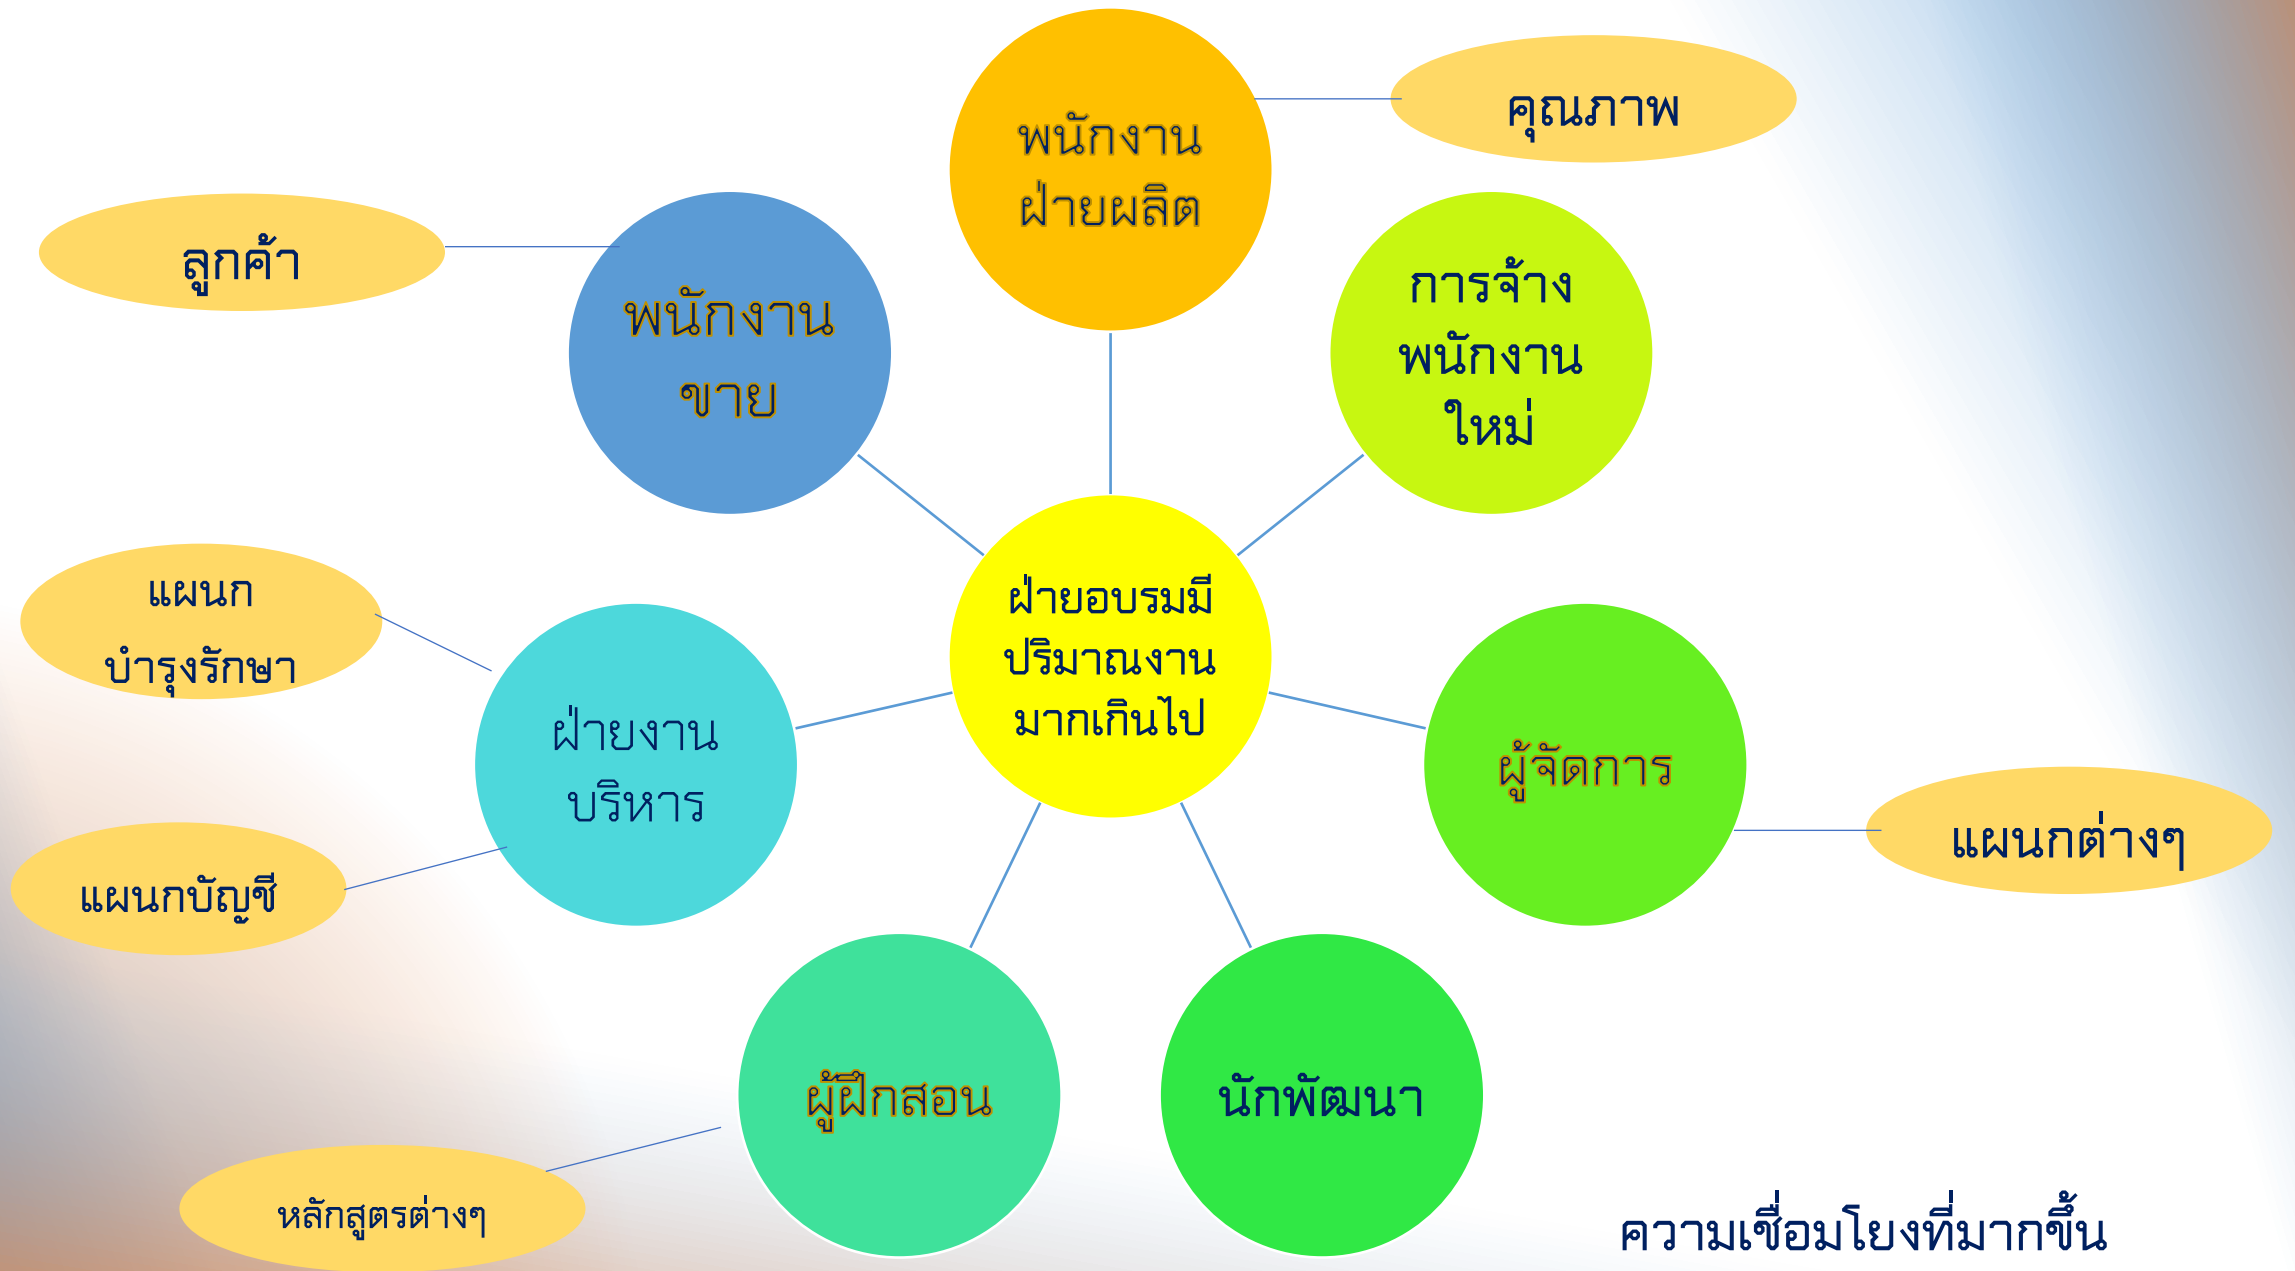 พนักงาน
ฝ่ายผลิต
คุณภาพ
ลูกค้า
พนักงาน
ขาย
การจ้าง
พนักงาน
ใหม่
แผนก
บำรุงรักษา
ฝ่ายอบรมมี
ปริมาณงาน
มากเกินไป
ฝ่ายงาน
บริหาร
ผู้จัดการ
แผนกต่างๆ
แผนกบัญชี
ผู้ฝึกสอน
นักพัฒนา
หลักสูตรต่างๆ
ความเชื่อมโยงที่มากขึ้น